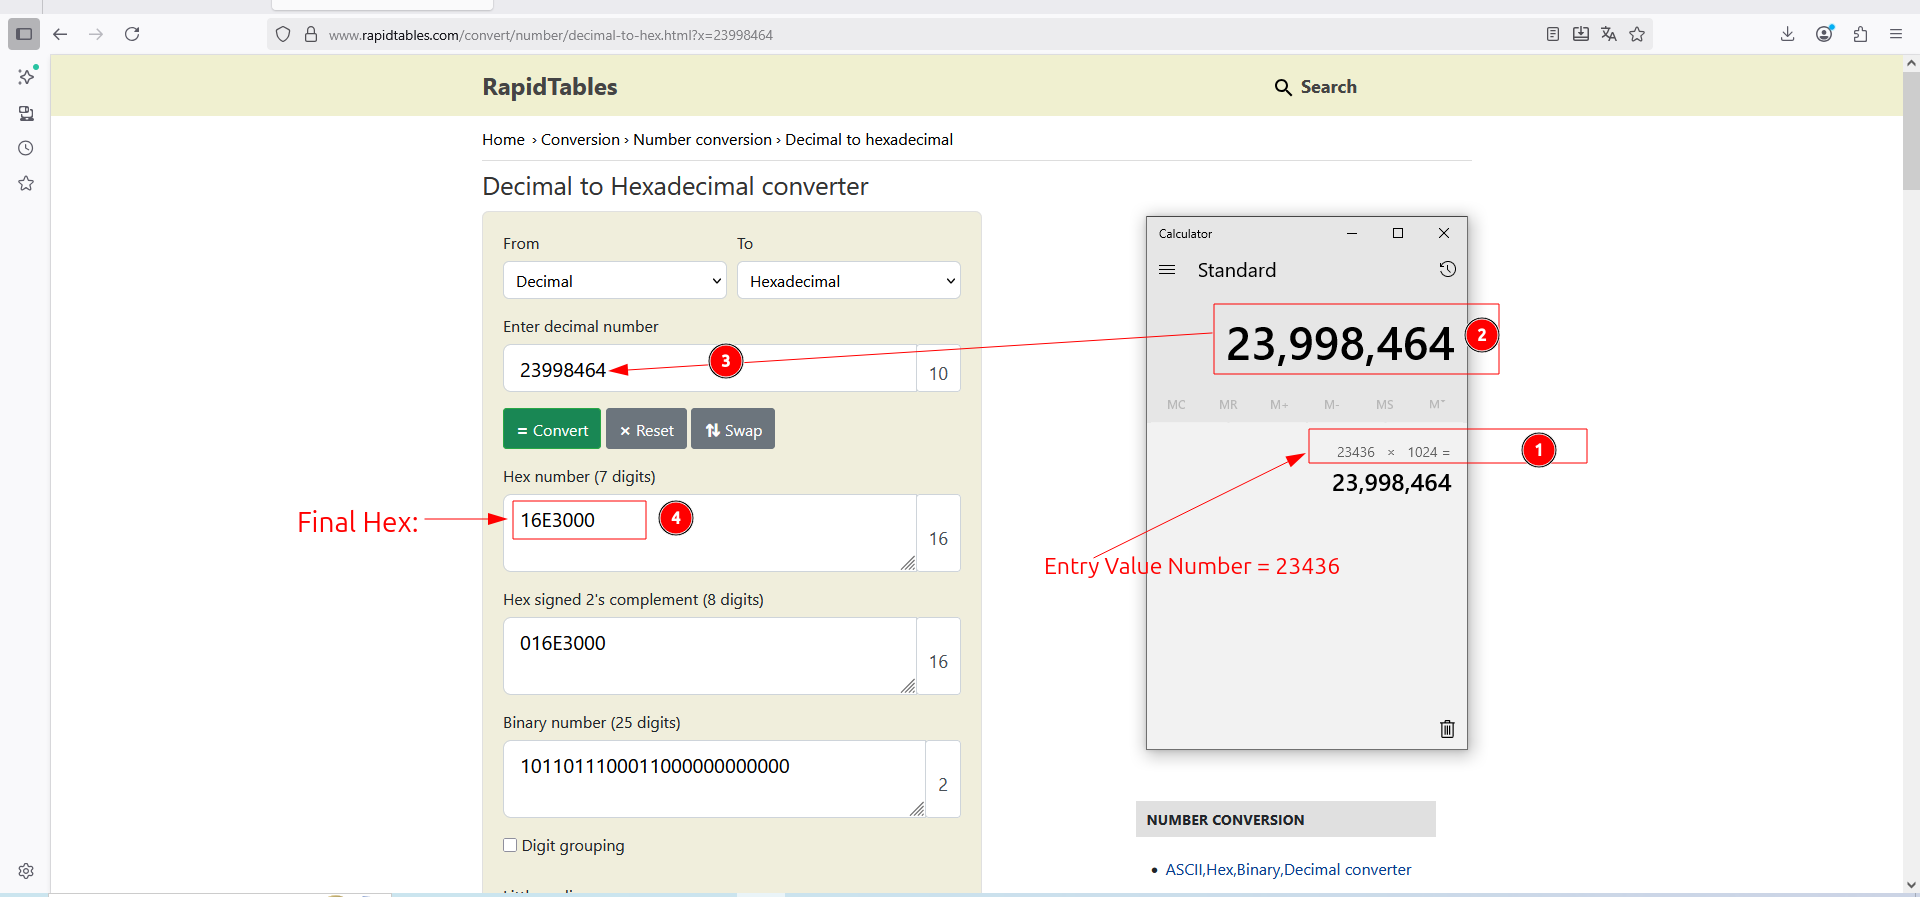 www.rapidtables.com/convert/number/decimal-to-hex.html?x=23998464
RapidTables
Search
Home › Conversion › Number conversion › Decimal to hexadecimal
Decimal to Hexadecimal converter
From
To
Decimal
Hexadecimal
Enter decimal number
23998464
10
3
= Convert
× Reset
Swap
Hex number (7 digits)
Final Hex:
16E3000
4
16
Hex signed 2's complement (8 digits)
016E3000
16
Binary number (25 digits)
1011011100011000000000000
2
Digit grouping
Calculator
Standard
23,998,464
2
MC MR M+ M- MS M˅
23436 × 1024 =
1
23,998,464
Entry Value Number = 23436
NUMBER CONVERSION
• ASCII,Hex,Binary,Decimal converter